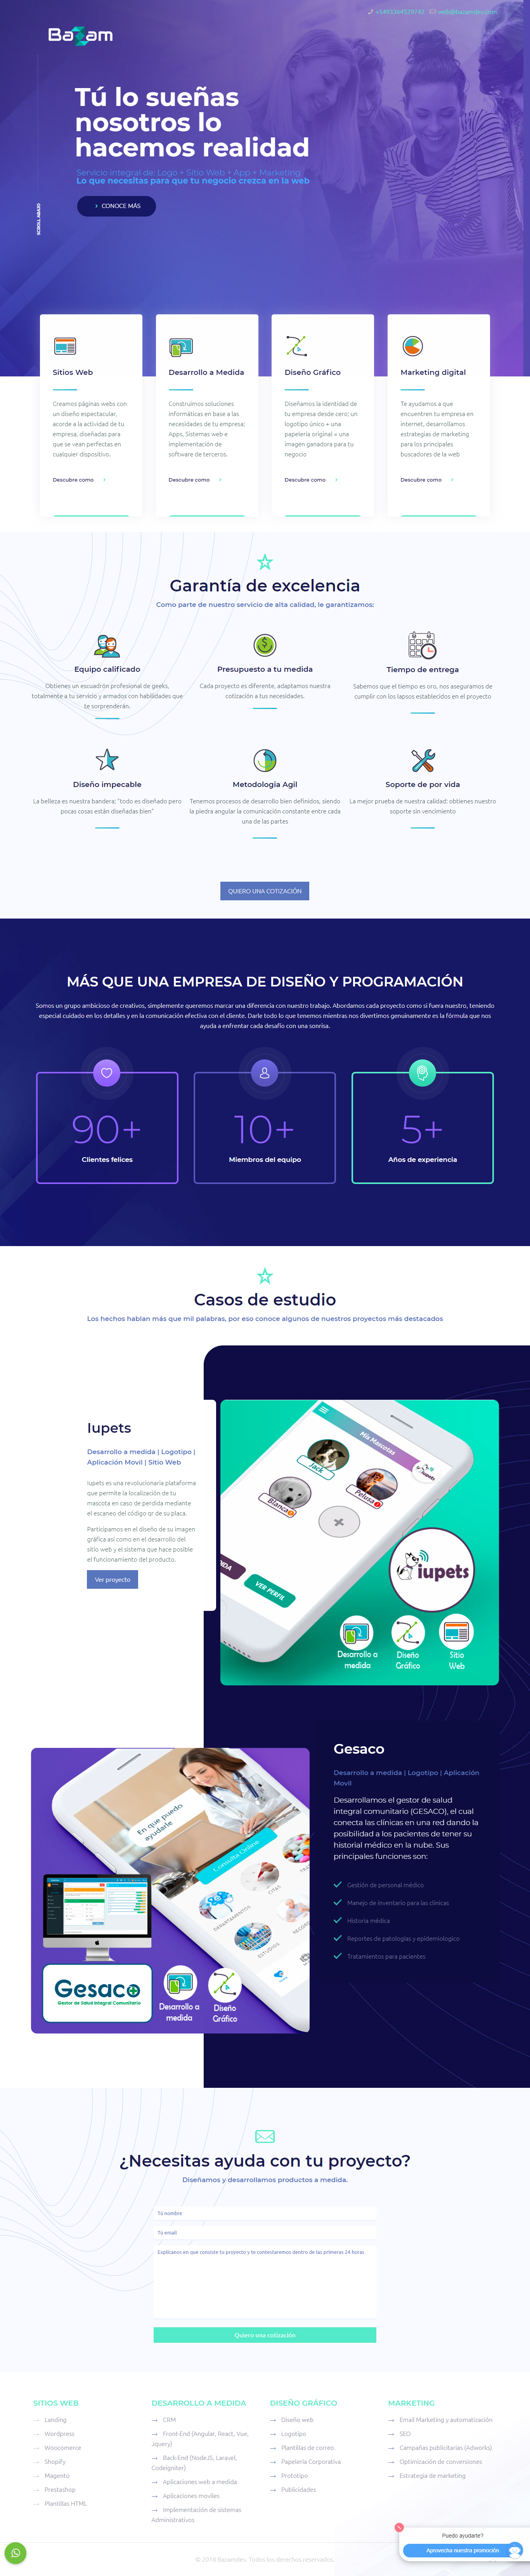 +5493364529742 web@bazamdev.com
Bazam
Tú lo sueñas
nosotros lo
hacemos realidad
Servicio integral de: Logo + Sitio Web + App + Marketing
Lo que necesitas para que tu negocio crezca en la web
CONOCE MÁS
SCROLL ABAJO
Sitios Web
Creamos páginas webs con
un diseño espectacular,
acorde a la actividad de tu
empresa, diseñadas para
que se vean perfectas en
cualquier dispositivo.
Descubre como
Desarrollo a Medida
Construimos soluciones
informáticas en base a las
necesidades de tu empresa;
Apps, Sistemas web e
implementación de
software de terceros.
Descubre como
Diseño Gráfico
Diseñamos la identidad de
tu empresa desde cero; un
logotipo único + una
papelería original = una
imagen ganadora para tu
negocio
Descubre como
Marketing digital
Te ayudamos a que
encuentren tu empresa en
internet, desarrollamos
estrategias de marketing
para los principales
buscadores de la web
Descubre como
Garantía de excelencia
Como parte de nuestro servicio de alta calidad, le garantizamos:
Equipo calificado
Obtienes un escuadrón profesional de geeks,
totalmente a tu servicio y armados con habilidades que
te sorprenderán.
Presupuesto a tu medida
Cada proyecto es diferente, adaptamos nuestra
cotización a tus necesidades.
Tiempo de entrega
Sabemos que el tiempo es oro, nos aseguramos de
cumplir con los lapsos establecidos en el proyecto
Diseño impecable
La belleza es nuestra bandera; "todo es diseñado pero
pocas cosas están diseñadas bien"
Metodologia Agil
Tenemos procesos de desarrollo bien definidos, siendo
la piedra angular la comunicación constante entre cada
una de las partes
Soporte de por vida
La mejor prueba de nuestra calidad: obtienes nuestro
soporte sin vencimiento
QUIERO UNA COTIZACIÓN
MÁS QUE UNA EMPRESA DE DISEÑO Y PROGRAMACIÓN
Somos un grupo ambicioso de creativos, simplemente queremos marcar una diferencia con nuestro trabajo. Abordamos cada proyecto como si fuera nuestro, teniendo
especial cuidado en los detalles y en la comunicación efectiva con el cliente. Darle todo lo que tenemos mientras nos divertimos genuinamente es la fórmula que nos
ayuda a enfrentar cada desafío con una sonrisa.
90+
Clientes felices
10+
Miembros del equipo
5+
Años de experiencia
Casos de estudio
Los hechos hablan más que mil palabras, por eso conoce algunos de nuestros proyectos más destacados
Iupets
Desarrollo a medida | Logotipo |
Aplicación Movil | Sitio Web
Iupets es una revolucionaria plataforma
que permite la localización de tu
mascota en caso de perdida mediante
el escaneo del código qr de su placa.
Participamos en el diseño de su imagen
gráfica así como en el desarrollo del
sitio web y el sistema que hace posible
el funcionamiento del producto.
Ver proyecto
Mis Mascotas
iupets
Jack
Pelusa
Blanca
VER PERFIL
iupets
Desarrollo a
medida
Diseño
Gráfico
Sitio
Web
Gesaco
Desarrollo a medida | Logotipo | Aplicación
Movil
Desarrollamos el gestor de salud
integral comunitario (GESACO), el cual
conecta las clínicas en una red dando la
posibilidad a los pacientes de tener su
historial médico en la nube. Sus
principales funciones son:
Gestión de personal médico
Manejo de Inventario para las clínicas
Historia médica
Reportes de patologías y epidemiologico
Tratamientos para pacientes
En que puedo
ayudarle
Consulta Online
CITAS
DEPARTAMENTOS
ESTUDIOS
Gesaco
Gestor de Salud Integral Comunitario
Desarrollo a
medida
Diseño
Gráfico
¿Necesitas ayuda con tu proyecto?
Diseñamos y desarrollamos productos a medida.
Tú nombre
Tú email
Explícanos en que consiste tu proyecto y te contestaremos dentro de las primeras 24 horas
Quiero una cotización
SITIOS WEB
Landing
Wordpress
Woocomerce
Shopify
Magento
Prestashop
Plantillas HTML
DESARROLLO A MEDIDA
CRM
Front-End (Angular, React, Vue,
Jquery)
Back-End (NodeJS, Laravel,
Codeigniter)
Aplicaciones web a medida
Aplicaciones moviles
Implementación de sistemas
Administrativos
DISEÑO GRÁFICO
Diseño web
Logotipo
Plantillas de correo
Papelería Corporativa
Prototipo
Publicidades
MARKETING
Email Marketing y automatización
SEO
Campañas publicitarias (Adworks)
Optimización de conversiones
Estrategia de marketing
Puedo ayudarte?
Aprovecha nuestra promoción
© 2019 Bazamdev. Todos los derechos reservados.